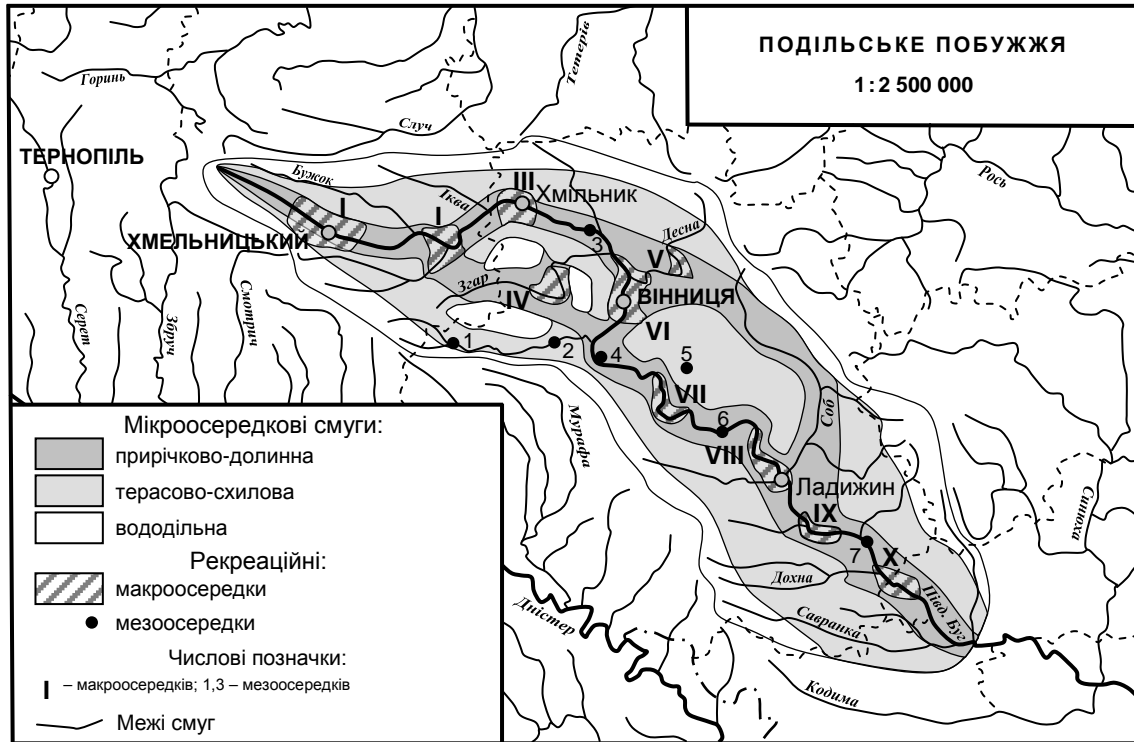 ПОДІЛЬСЬКЕ ПОБУЖЖЯ
1:2 500 000
Горинь
Тетерів
Случ
ТЕРНОПІЛЬ
Бужок
Іква
III
Хмільник
Рось
I
I
ХМЕЛЬНИЦЬКИЙ
3
Десна
V
Згар
IV
ВІННИЦЯ
Серет
Збруч
Смотрич
VI
1
2
4
5
VII
Мурафа
6
VIII
Соб
Ладижин
IX
Синюха
7
X
Дохна
Півд. Буг
Савранка
Дністер
Кодима
Мікроосередкові смуги:
прирічково-долинна
терасово-схилова
вододільна
Рекреаційні:
макроосередки
мезоосередки
Числові позначки:
I – макроосередків; 1,3 – мезоосередків
Межі смуг